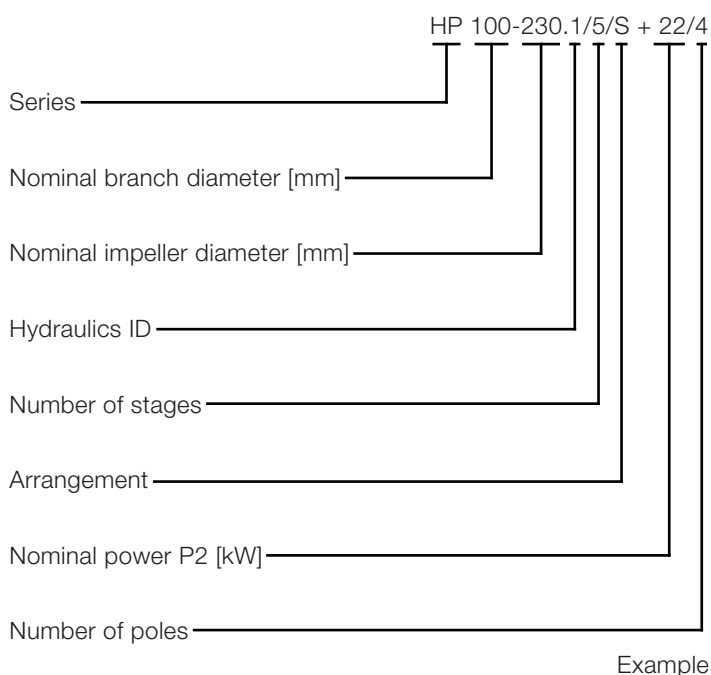 HP 100-230.1/5/S + 22/4
Series
Nominal branch diameter [mm]
Nominal impeller diameter [mm]
Hydraulics ID
Number of stages
Arrangement
Nominal power P2 [kW]
Number of poles
Example